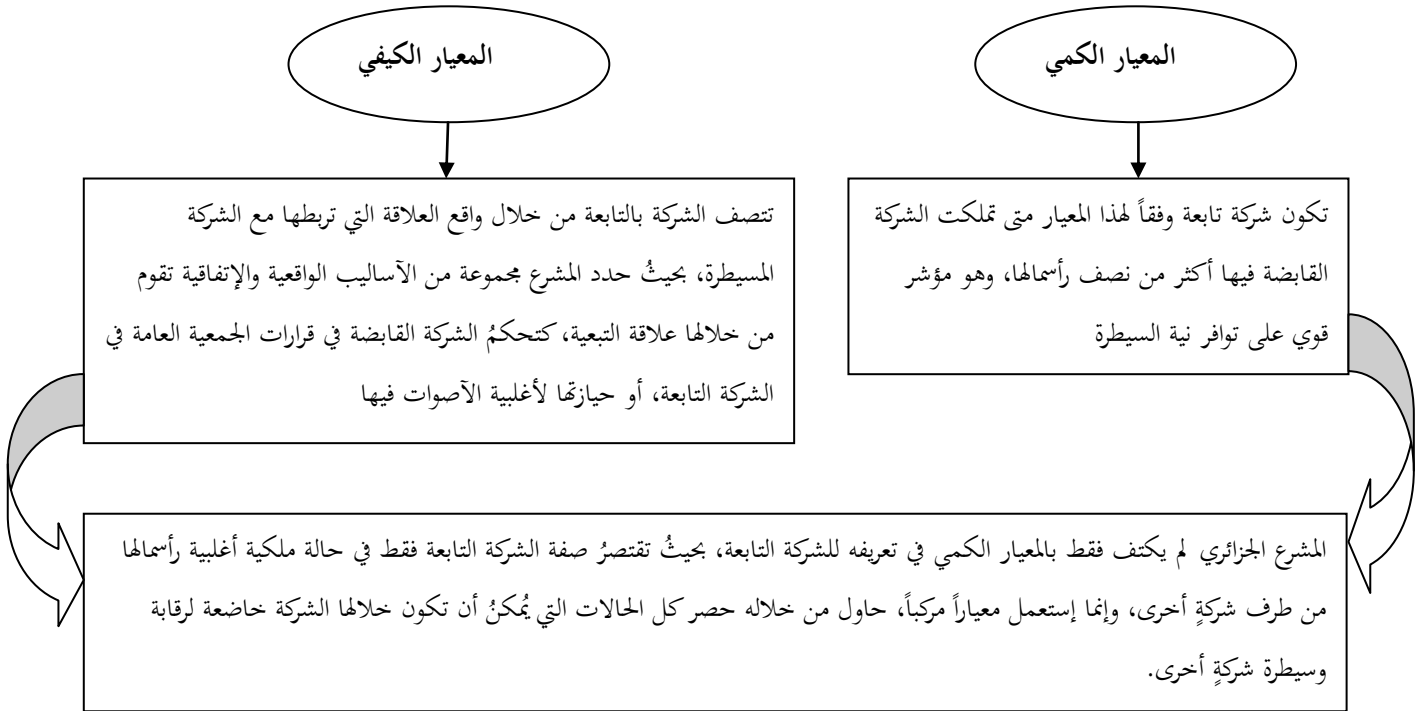 المعيار الكمي
المعيار الكيفي
تكون شركة تابعة وفقاً لهذا المعيار متى تملكت الشركة
القابضة فيها أكثر من نصف رأسمالها، وهو مؤشر
قوي على توافر نية السيطرة
تتصف الشركة بالتابعة من خلال واقع العلاقة التي تربطها مع الشركة
المسيطرة، بحيثُ حدد المشرع مجموعة من الآساليب الواقعية والإتفاقية تقوم
من خلالها علاقة التبعية، كتحكمُ الشركة القابضة في قرارات الجمعية العامة في
الشركة التابعة، أو حيازتها لأغلبية الآصوات فيها
المشرع الجزائري لم يكتف فقط بالمعيار الكمي في تعريفه للشركة التابعة، بحيثُ تقتصرُ صفة الشركة التابعة فقط في حالة ملكية أغلبية رأسمالها
من طرف شركةٍ أخرى، وإنما إستعمل معياراً مركباً، حاول من خلاله حصر كل الحالات التي يُمكنُ أن تكون خلالها الشركة خاضعة لرقابة
وسيطرة شركةٍ أخرى.